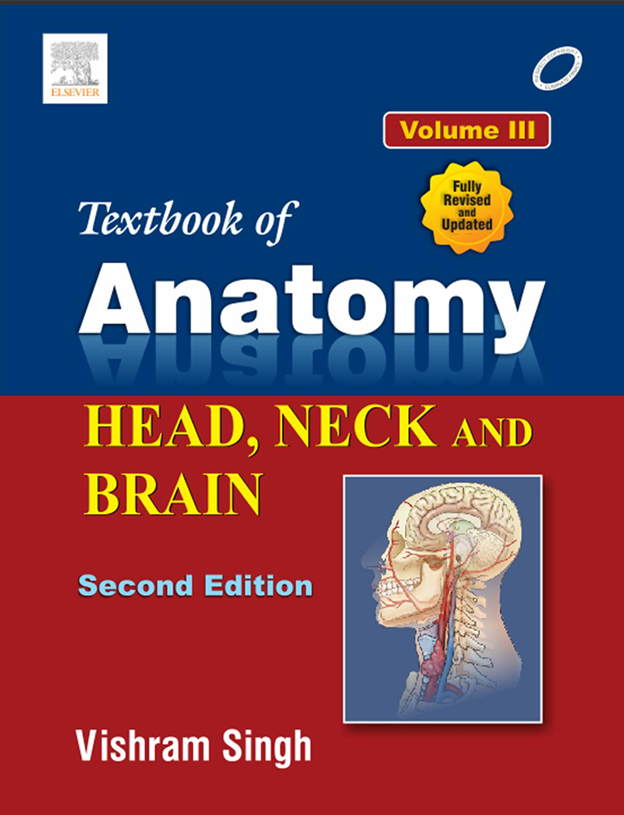 ELSEVIER
Volume III
Fully
Revised
and
Updated
Textbook of
Anatomy
HEAD, NECK AND
BRAIN
Second Edition
Vishram Singh